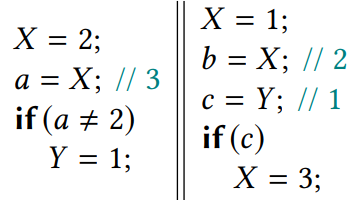 X = 2;
a = X; // 3
if (a ≠ 2)
Y = 1;
X = 1;
b = X; // 2
c = Y; // 1
if (c)
X = 3;